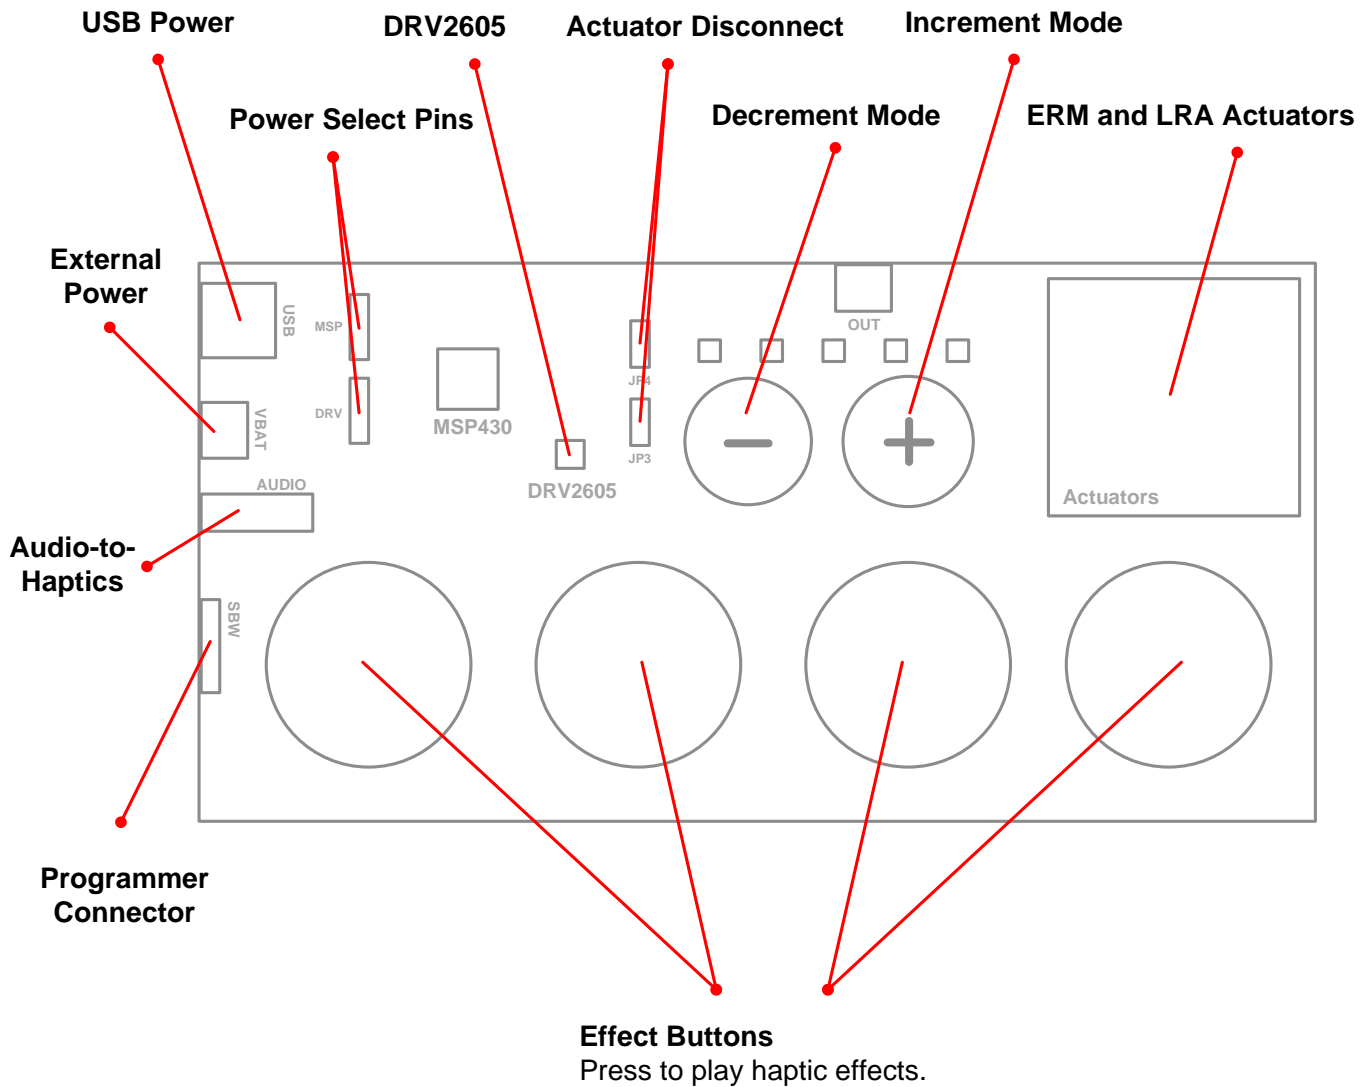 USB Power
DRV2605
Actuator Disconnect
Increment Mode
Power Select Pins
Decrement Mode
ERM and LRA Actuators
External
Power
USB
MSP
OUT
JP4
VBAT
DRV
MSP430
JP3
AUDIO
DRV2605
Actuators
Audio-to-
Haptics
SBW
Programmer
Connector
Effect Buttons
Press to play haptic effects.